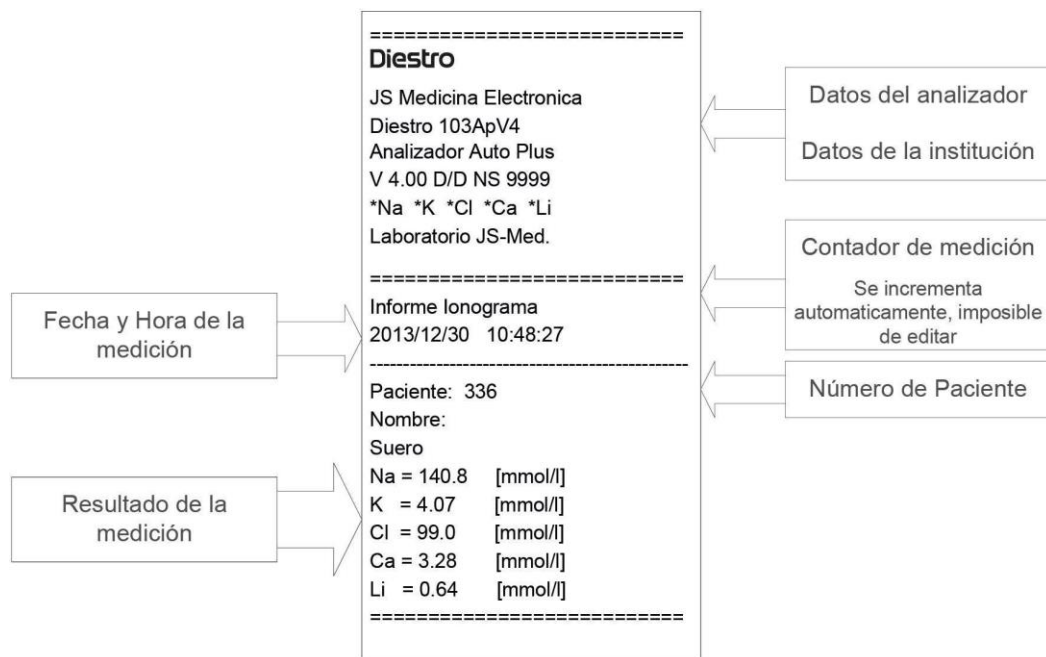 ===========================
Diestro
JS Medicina Electronica
Diestro 103ApV4
Analizador Auto Plus
V 4.00 D/D NS 9999
*Na *K *Cl *Ca *Li
Laboratorio JS-Med.
===========================
Informe Ionograma
2013/12/30 10:48:27
------------------------------------------------
Paciente: 336
Nombre:
Suero
Na = 140.8 [mmol/l]
K = 4.07 [mmol/l]
Cl = 99.0 [mmol/l]
Ca = 3.28 [mmol/l]
Li = 0.64 [mmol/l]
===========================
Fecha y Hora de la
medición
Resultado de la
medición
Datos del analizador
Datos de la institución
Contador de medición
Se incrementa
automaticamente, imposible
de editar
Número de Paciente